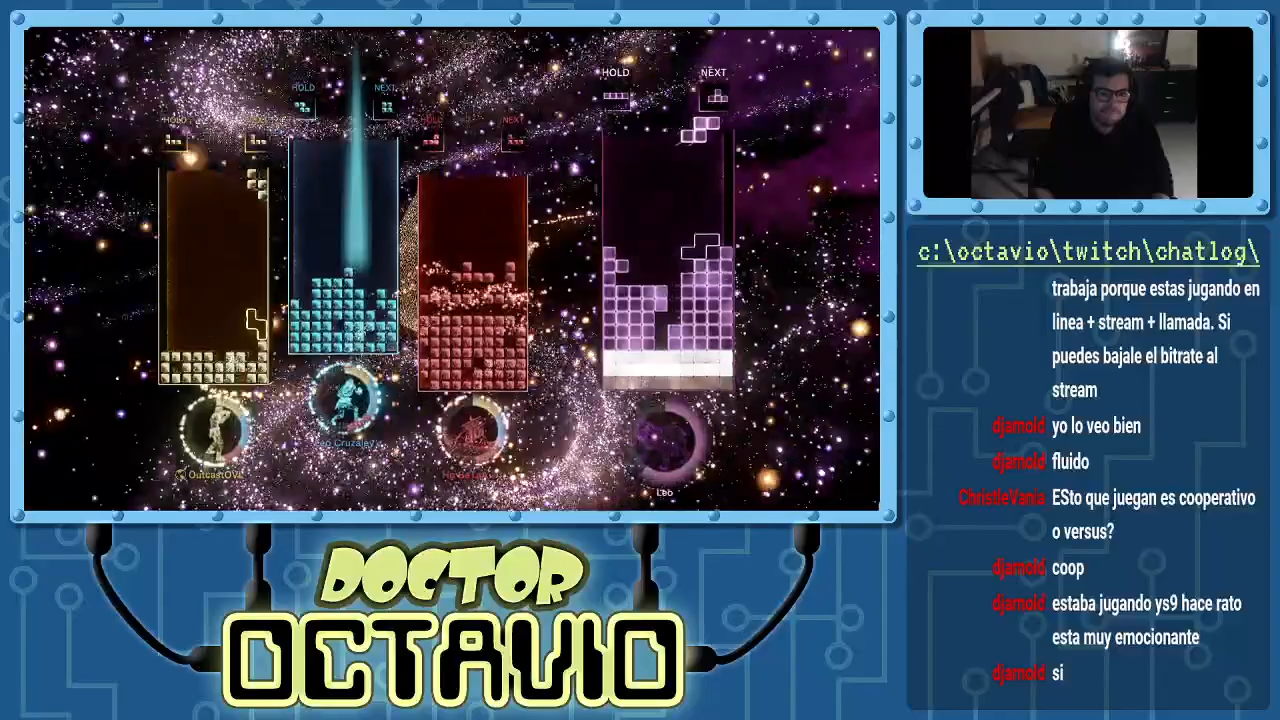 HOLD
NEXT
HOLD
NEXT
HOLD
NEXT
HOLD
NEXT
OutcastOVL
Leo
DOCTOR
OCTAVIO
c:\octavio\twitch\chatlog\
trabaja porque estas jugando en
linea + stream + llamada. Si
puedes bajale el bitrate al
stream
djarnold yo lo veo bien
djarnold fluido
ChristleVania ESto que juegan es cooperativo
o versus?
djarnold coop
djarnold estaba jugando ys9 hace rato
esta muy emocionante
djarnold si